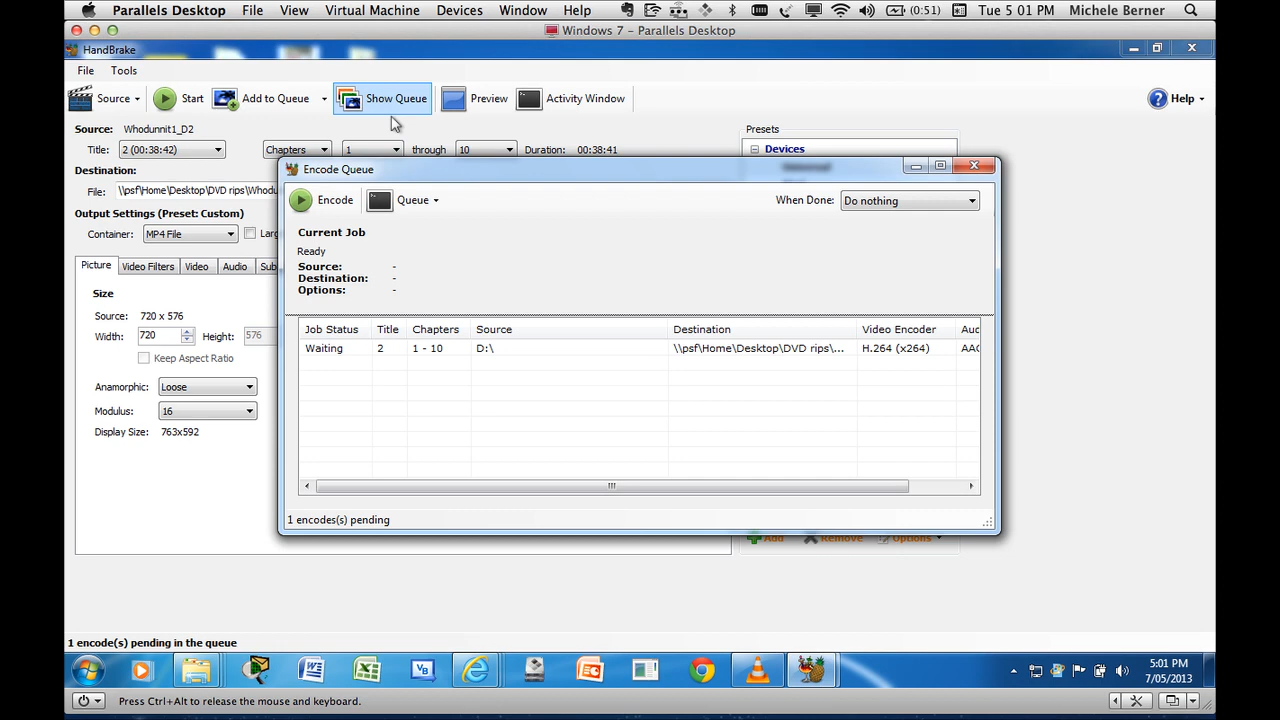 Parallels Desktop File View Virtual Machine Devices Window Help (0:51) Tue 5 01 PM Michele Berner
Windows 7 - Parallels Desktop
HandBrake
File Tools
Source Start Add to Queue Show Queue Preview Activity Window Help
Source: Whodunnit1_D2 Presets
Title: 2 (00:38:42) Chapters 1 through 10 Duration: 00:38:41 Devices
Universal
Encode Queue
Destination:
File: \\psf\Home\Desktop\DVD rips\Whodu
Encode Queue When Done: Do nothing
Output Settings (Preset: Custom)
Container: MP4 File Larg
Current Job
Ready
Picture Video Filters Video Audio Sub
Source: -
Destination: -
Options: -
Size
Source: 720 x 576
Width: 720 Height: 576
Keep Aspect Ratio
Anamorphic: Loose
Modulus: 16
Display Size: 763x592
Job Status Title Chapters Source Destination Video Encoder Aud
Waiting 2 1 - 10 D:\ \\psf\Home\Desktop\DVD rips\... H.264 (x264) AAC
1 encodes(s) pending
Add Remove Options
1 encode(s) pending in the queue
5:01 PM
7/05/2013
Press Ctrl+Alt to release the mouse and keyboard.